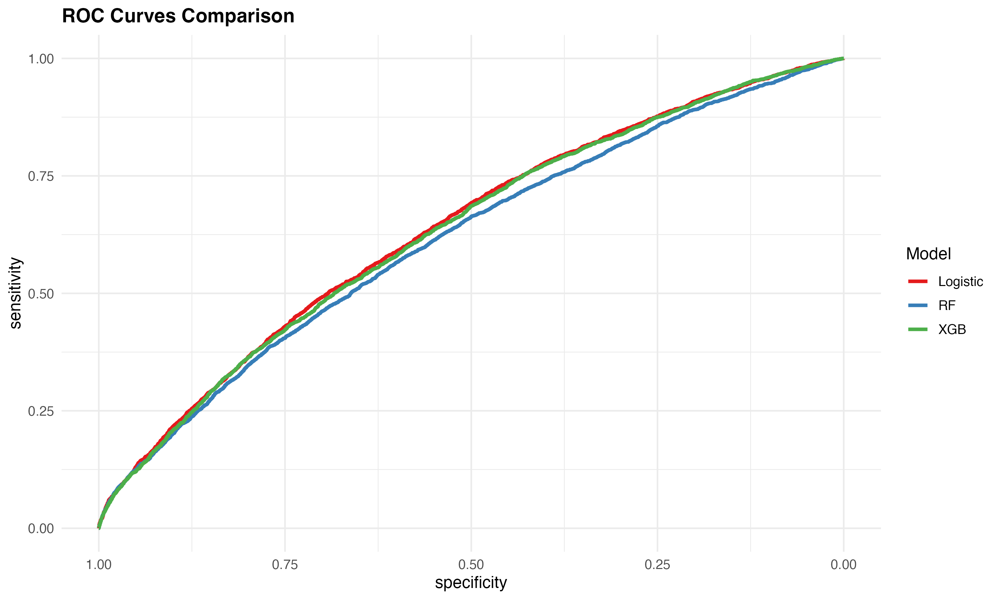 ROC Curves Comparison
1.00
0.75
0.50
0.25
0.00
sensitivity
1.00 0.75 0.50 0.25 0.00
specificity
Model
Logistic
RF
XGB